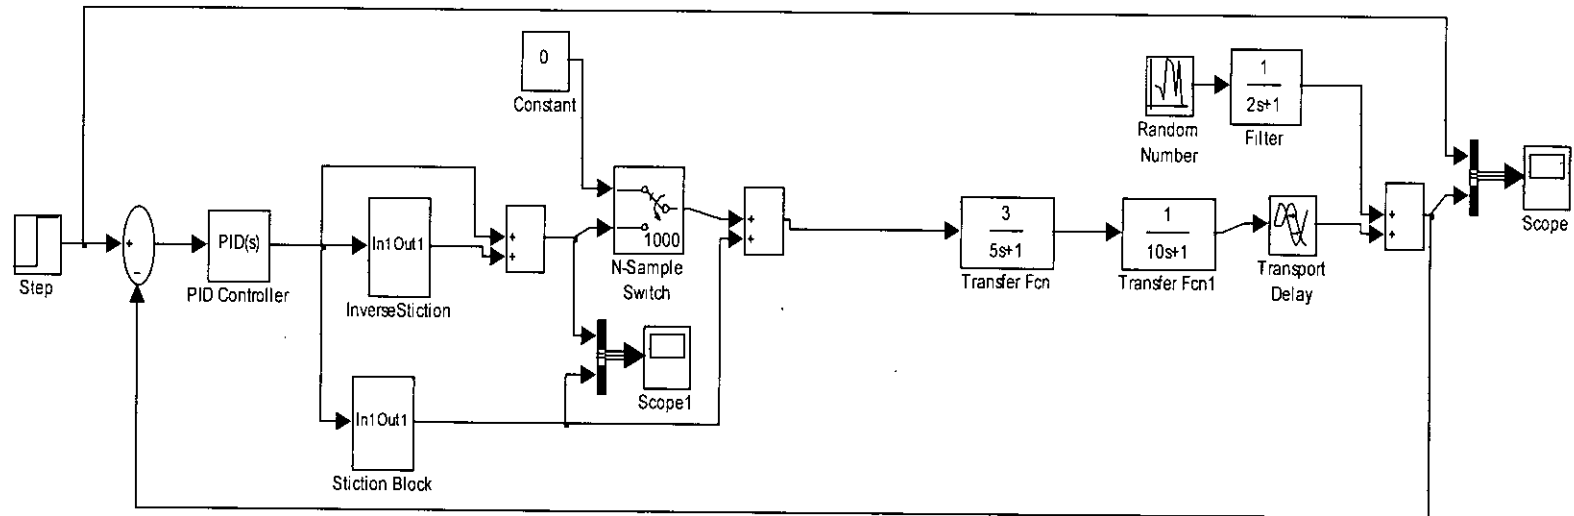 0
Constant
1
2s+1
Filter
Random
Number
Scope
Step
+
−
PID(s)
PID Controller
In1 Out1
InverseStiction
+
+
1000
N-Sample
Switch
+
+
3
5s+1
Transfer Fcn
1
10s+1
Transfer Fcn1
Transport
Delay
+
+
Scope1
In1 Out1
Stiction Block